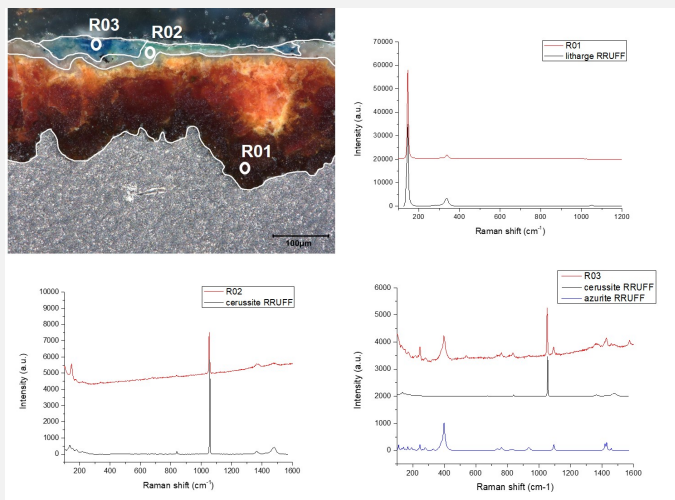 R03
R02
R01
100µm
R01
litharge RRUFF
70000
60000
50000
40000
30000
20000
10000
0
Intensity (a.u.)
200
400
600
800
1000
1200
Raman shift (cm⁻¹)
R02
cerussite RRUFF
10000
9000
8000
7000
6000
5000
4000
3000
2000
1000
0
Intensity (a.u.)
200
400
600
800
1000
1200
1400
1600
Raman shift (cm⁻¹)
R03
cerussite RRUFF
azurite RRUFF
6000
5000
4000
3000
2000
1000
0
Intensity (a.u.)
200
400
600
800
1000
1200
1400
1600
Raman shift (cm-1)